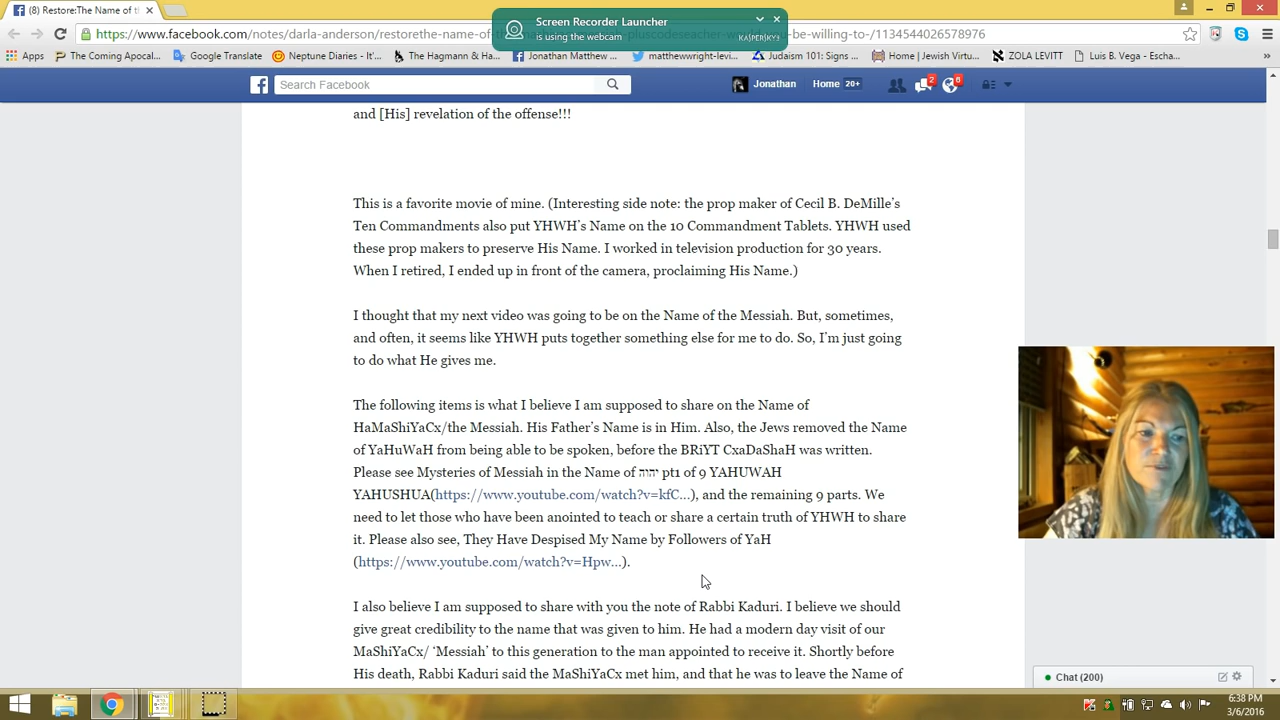 (8) Restore:The Name of th
Screen Recorder Launcher
is using the webcam
KASPERSKY
https://www.facebook.com/notes/darla-anderson/restorethe-name-of-
/1134544026578976
Apps
The Coming Apocal...
Google Translate
Neptune Diaries - It'...
The Hagmann & H...
Jonathan Matthew...
matthewwright-levi...
Judaism 101: Signs...
Home | Jewish Virtu...
ZOLA LEVITT
Luis B. Vega - Escha...
Search Facebook
Jonathan
Home 20+
2
8
and [His] revelation of the offense!!!
This is a favorite movie of mine. (Interesting side note: the prop maker of Cecil B. DeMille's
Ten Commandments also put YHWH's Name on the 10 Commandment Tablets. YHWH used
these prop makers to preserve His Name. I worked in television production for 30 years.
When I retired, I ended up in front of the camera, proclaiming His Name.)
I thought that my next video was going to be on the Name of the Messiah. But, sometimes,
and often, it seems like YHWH puts together something else for me to do. So, I'm just going
to do what He gives me.
The following items is what I believe I am supposed to share on the Name of
HaMaShiYaCx/the Messiah. His Father's Name is in Him. Also, the Jews removed the Name
of YaHuWaH from being able to be spoken, before the BRiYT CxaDaShaH was written.
Please see Mysteries of Messiah in the Name of יהוה pt1 of 9 YAHUWAH
YAHUSHUA(https://www.youtube.com/watch?v=kfC...), and the remaining 9 parts. We
need to let those who have been anointed to teach or share a certain truth of YHWH to share
it. Please also see, They Have Despised My Name by Followers of YaH
(https://www.youtube.com/watch?v=Hpw...).
I also believe I am supposed to share with you the note of Rabbi Kaduri. I believe we should
give great credibility to the name that was given to him. He had a modern day visit of our
MaShiYaCx/ 'Messiah' to this generation to the man appointed to receive it. Shortly before
His death, Rabbi Kaduri said the MaShiYaCx met him, and that he was to leave the Name of
Chat (200)
6:38 PM
3/6/2016